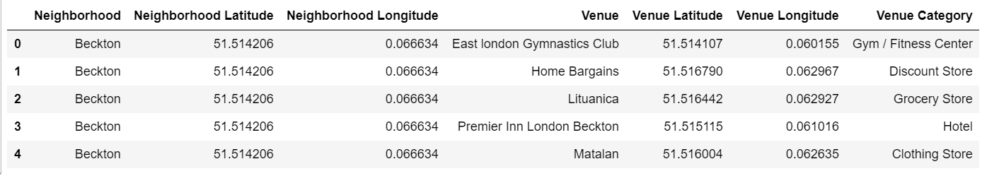 Neighborhood Neighborhood Latitude Neighborhood Longitude Venue Venue Latitude Venue Longitude Venue Category
0 Beckton 51.514206 0.066634 East london Gymnastics Club 51.514107 0.060155 Gym / Fitness Center
1 Beckton 51.514206 0.066634 Home Bargains 51.516790 0.062967 Discount Store
2 Beckton 51.514206 0.066634 Lituanica 51.516442 0.062927 Grocery Store
3 Beckton 51.514206 0.066634 Premier Inn London Beckton 51.515115 0.061016 Hotel
4 Beckton 51.514206 0.066634 Matalan 51.516004 0.062635 Clothing Store